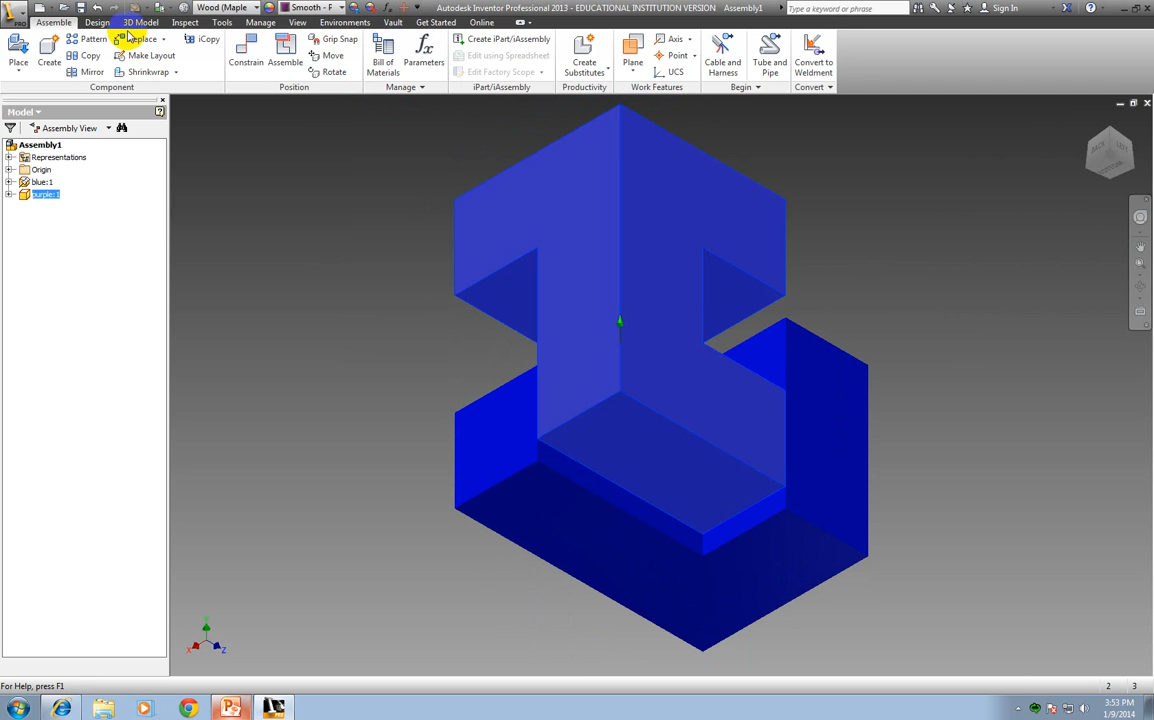 Wood (Maple
Smooth - F
Autodesk Inventor Professional 2013 - EDUCATIONAL INSTITUTION VERSION Assembly1
Type a keyword or phrase
Sign In
PRO
Assemble Design 3D Model Inspect Tools Manage View Environments Vault Get Started Online
Place
Create
Pattern
Copy
Mirror
Make Layout
Shrinkwrap
iCopy
Component
Constrain
Assemble
Grip Snap
Move
Rotate
Position
Bill of
Materials
Parameters
Manage
Create iPart/iAssembly
Edit using Spreadsheet
Edit Factory Scope
iPart/iAssembly
Create
Substitutes
Productivity
Plane
Axis
Point
UCS
Work Features
Cable and
Harness
Tube and
Pipe
Begin
Convert to
Weldment
Convert
Model
Assembly View
Assembly1
Representations
Origin
blue:1
purple:1
BACK
LEFT
X
Z
For Help, press F1
2 3
3:53 PM
1/9/2014